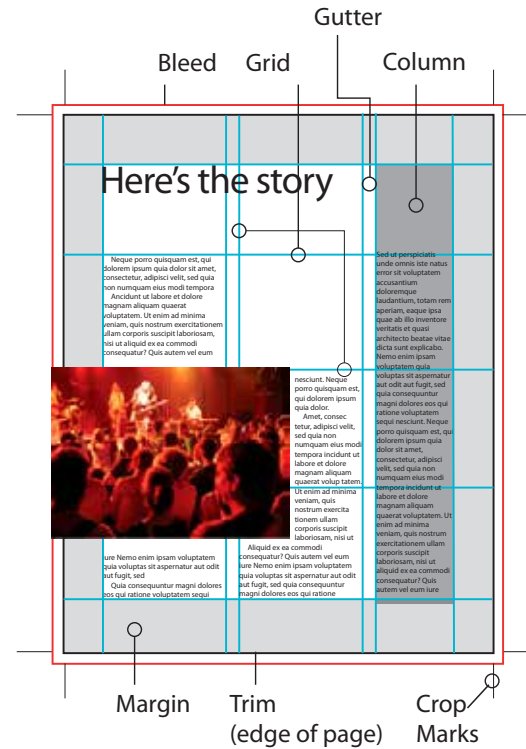 Gutter
Bleed
Grid
Column
Here's the story
Neque porro quisquam est, qui
dolorem ipsum quia dolor sit amet,
consectetur, adipisci velit, sed quia
non numquam eius modi tempora
Ancidunt ut labore et dolore
magnam aliquam quaerat
voluptatem. Ut enim ad minima
veniam, quis nostrum exercitationem
ullam corporis suscipit laboriosam,
nisi ut aliquid ex ea commodi
consequatur? Quis autem vel eum
iure Nemo enim ipsam voluptatem
quia voluptas sit aspernatur aut odit
aut fugit, sed
Quia consequuntur magni dolores
eos qui ratione voluptatem sequi
nesciunt. Neque
porro quisquam est,
qui dolorem ipsum
quia dolor.
Amet, consec
tetur, adipisci velit,
sed quia non
numquam eius modi
tempora incidunt ut
labore et dolore
magnam aliquam
quaerat volup tatem.
Ut enim ad minima
veniam, quis
nostrum exercita
tionem ullam
corporis suscipit
laboriosam, nisi ut
Aliquid ex ea commodi
consequatur? Quis autem vel eum
iure Nemo enim ipsam voluptatem
quia voluptas sit aspernatur aut odit
aut fugit, sed quia consequuntur
magni dolores eos qui ratione
Sed ut perspiciatis
unde omnis iste natus
error sit voluptatem
accusantium
doloremque
laudantium, totam rem
aperiam, eaque ipsa
quae ab illo inventore
veritatis et quasi
architecto beatae vitae
dicta sunt explicabo.
Nemo enim ipsam
voluptatem quia
voluptas sit aspernatur
aut odit aut fugit, sed
quia consequuntur
magni dolores eos qui
ratione voluptatem
sequi nesciunt. Neque
porro quisquam est, qui
dolorem ipsum quia
dolor sit amet,
consectetur, adipisci
velit, sed quia non
numquam eius modi
tempora incidunt ut
labore et dolore
magnam aliquam
quaerat voluptatem. Ut
enim ad minima
veniam, quis nostrum
exercitationem ullam
corporis suscipit
laboriosam, nisi ut
aliquid ex ea commodi
consequatur? Quis
autem vel eum iure
Margin
Trim
(edge of page)
Crop
Marks